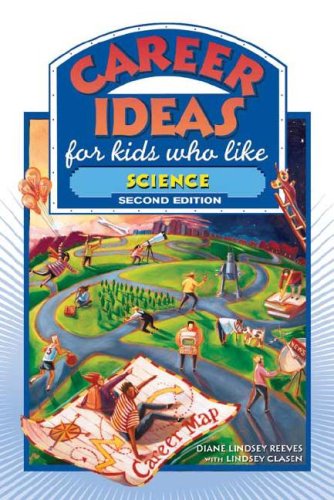 CAREER
IDEAS
for kids who like
SCIENCE
SECOND EDITION
Career Map
DIANE LINDSEY REEVES
WITH LINDSEY CLASEN